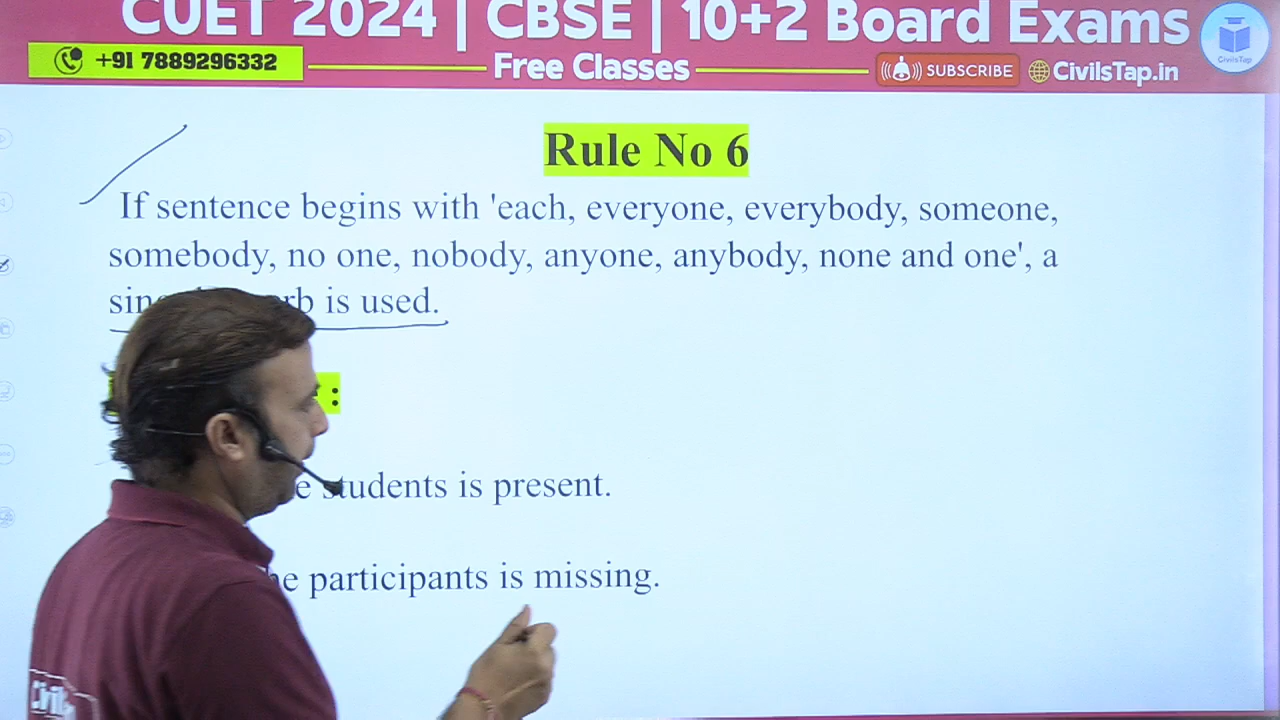 CUET 2024 | CBSE | 10+2 Board Exams
+91 7889296332
Free Classes
SUBSCRIBE
CivilsTap.in
CivilsTap
Rule No 6
If sentence begins with 'each, everyone, everybody, someone,
somebody, no one, nobody, anyone, anybody, none and one', a
is used.
:
students is present.
participants is missing.